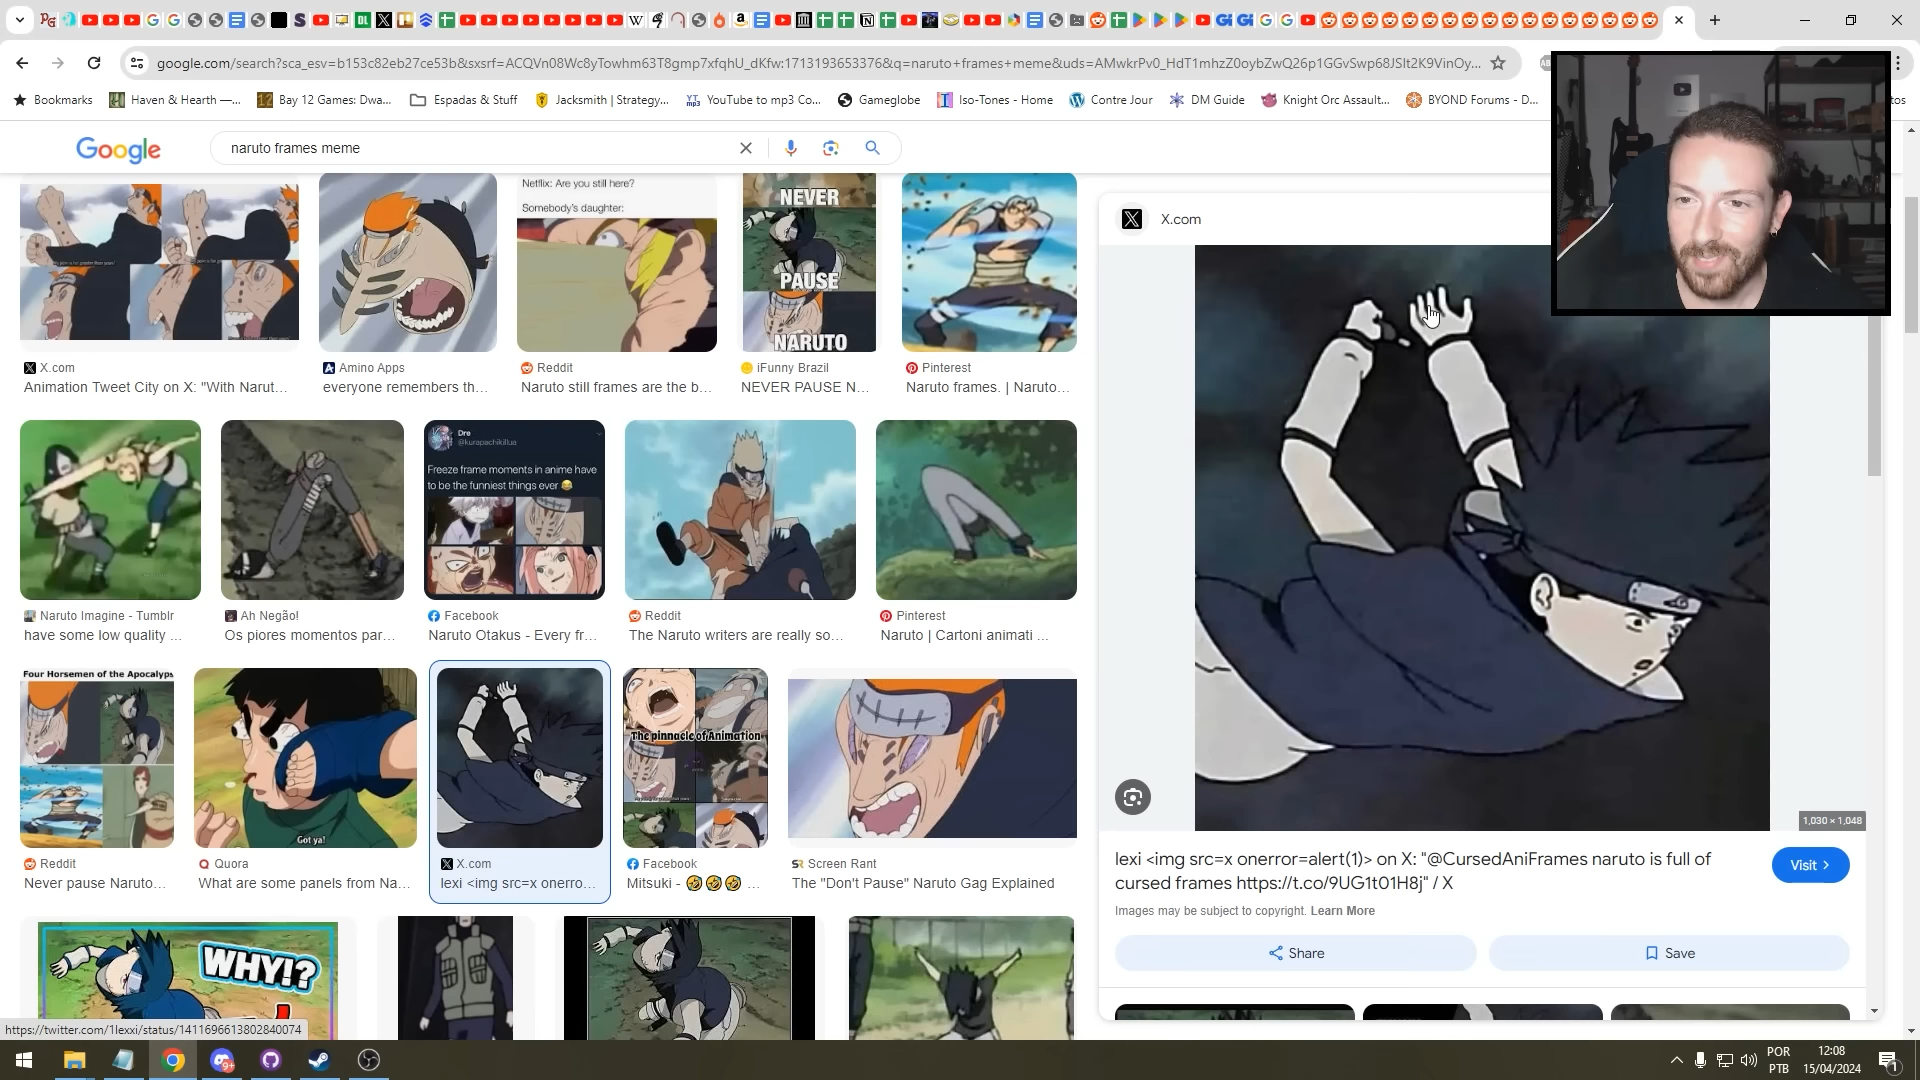 google.com/search?sca_esv=b153c82eb27ce53b&sxsrf=ACQVn08Wc8yTowhm63T8gmp7xfqhU_dKfw:1713193653376&q=naruto+frames+meme&uds=AMwkrPv0_HdT1mhzZ0oybZwQ26p1GGvSwp68JSlt2K9VinOy...
Bookmarks
Haven & Hearth —...
Bay 12 Games: Dwa...
Espadas & Stuff
Jacksmith | Strategy...
YouTube to mp3 Co...
Gameglobe
Iso-Tones - Home
Contre Jour
DM Guide
Knight Orc Assault...
BYOND Forums - D...
Google
naruto frames meme
Netflix: Are you still here?
Somebody's daughter:
NEVER
PAUSE
NARUTO
X.com
Animation Tweet City on X: "With Narut...
Amino Apps
everyone remembers th...
Reddit
Naruto still frames are the b...
iFunny Brazil
NEVER PAUSE N...
Pinterest
Naruto frames. | Naruto...
Dre
@kurapachikillua
Freeze frame moments in anime have
to be the funniest things ever 😂
Naruto Imagine - Tumblr
have some low quality ...
Ah Negão!
Os piores momentos par...
Facebook
Naruto Otakus - Every fr...
Reddit
The Naruto writers are really so...
Pinterest
Naruto | Cartoni animati ...
Four Horsemen of the Apocalyps
Got ya!
The pinnacle of Animation
Reddit
Never pause Naruto...
Quora
What are some panels from Na...
X.com
lexi <img src=x onerro...
Facebook
Mitsuki - 🤣🤣🤣 ...
SR Screen Rant
The "Don't Pause" Naruto Gag Explained
WHY!?
https://twitter.com/1lexxi/status/1411696613802840074
X.com
1,030 × 1,048
lexi <img src=x onerror=alert(1)> on X: "@CursedAniFrames naruto is full of
cursed frames https://t.co/9UG1t01H8j" / X
Visit
Images may be subject to copyright. Learn More
Share
Save
POR
PTB
12:08
15/04/2024